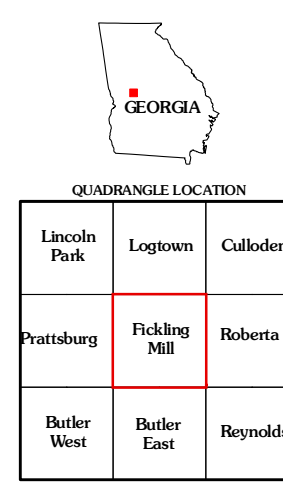 GEORGIA
QUADRANGLE LOCATION
Lincoln
Park
Logtown
Culloden
Prattsburg
Fickling
Mill
Roberta
Butler
West
Butler
East
Reynolds